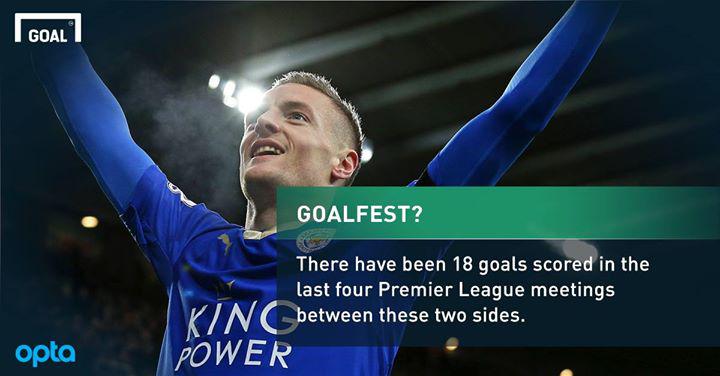 GOAL
GOALFEST?
There have been 18 goals scored in the
last four Premier League meetings
between these two sides.
KING
POWER
opta